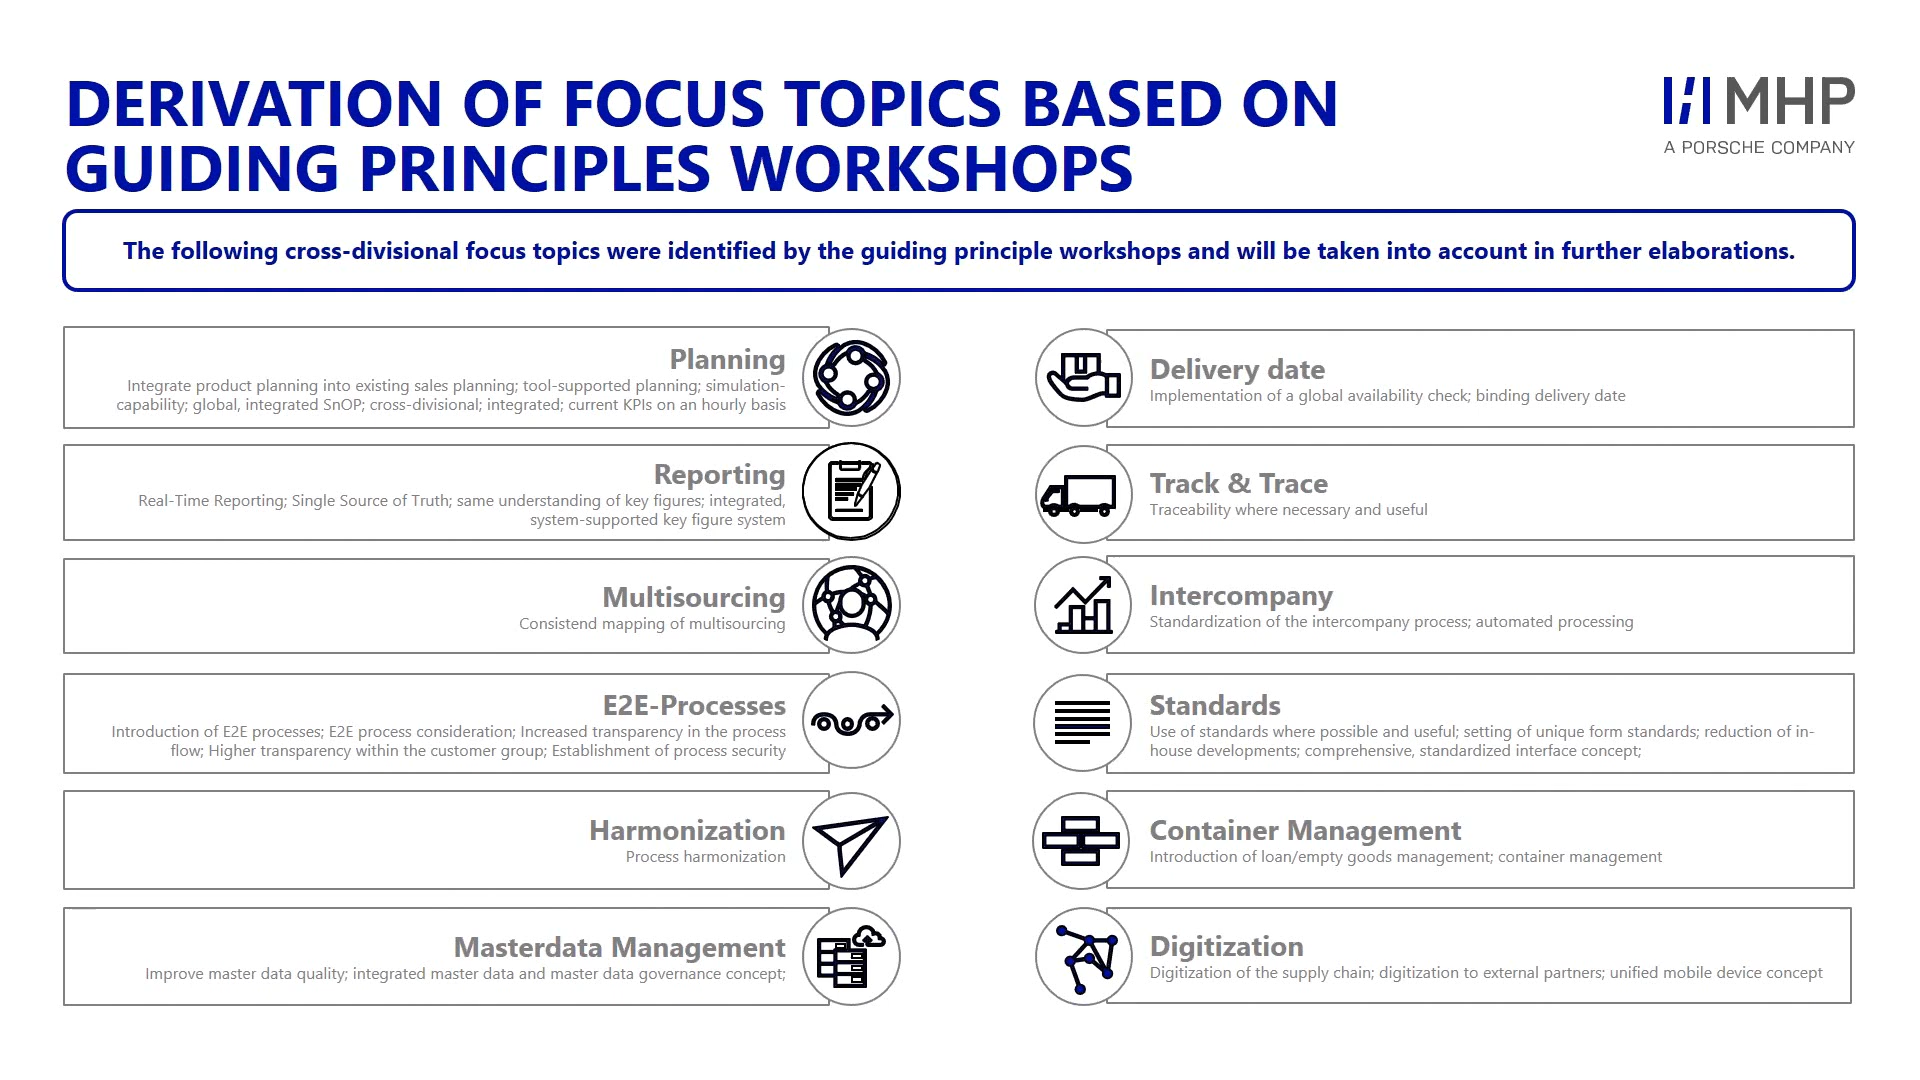 DERIVATION OF FOCUS TOPICS BASED ON
GUIDING PRINCIPLES WORKSHOPS
MHP
A PORSCHE COMPANY
The following cross-divisional focus topics were identified by the guiding principle workshops and will be taken into account in further elaborations.
Planning
Integrate product planning into existing sales planning; tool-supported planning; simulation-
capability; global, integrated SnOP; cross-divisional; integrated; current KPIs on an hourly basis
Reporting
Real-Time Reporting; Single Source of Truth; same understanding of key figures; integrated,
system-supported key figure system
Multisourcing
Consistend mapping of multisourcing
E2E-Processes
Introduction of E2E processes; E2E process consideration; Increased transparency in the process
flow; Higher transparency within the customer group; Establishment of process security
Harmonization
Process harmonization
Masterdata Management
Improve master data quality; integrated master data and master data governance concept;
Delivery date
Implementation of a global availability check; binding delivery date
Track & Trace
Traceability where necessary and useful
Intercompany
Standardization of the intercompany process; automated processing
Standards
Use of standards where possible and useful; setting of unique form standards; reduction of in-
house developments; comprehensive, standardized interface concept;
Container Management
Introduction of loan/empty goods management; container management
Digitization
Digitization of the supply chain; digitization to external partners; unified mobile device concept